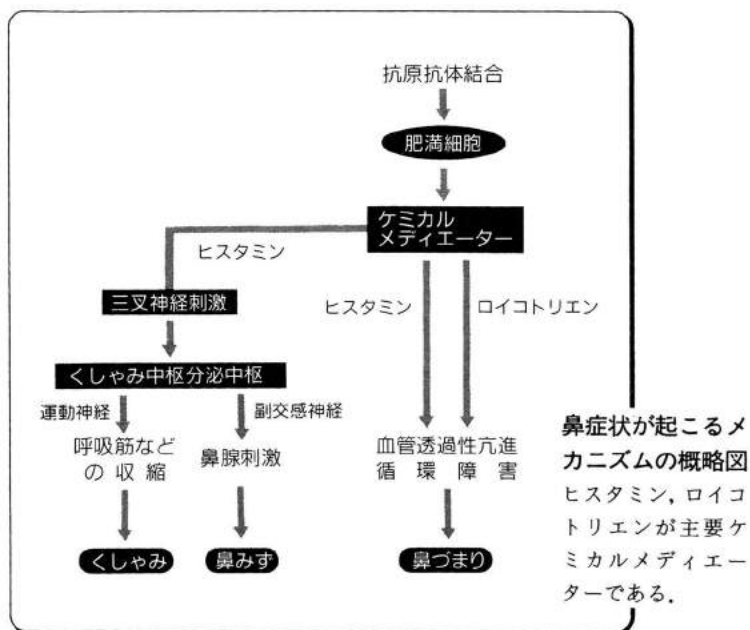 抗原抗体結合
肥満細胞
ケミカル
メディエーター
ヒスタミン
三叉神経刺激
ヒスタミン
ロイコトリエン
くしゃみ中枢分泌中枢
運動神経
副交感神経
呼吸筋など
の収縮
鼻腺刺激
血管透過性亢進
循環障害
くしゃみ
鼻みず
鼻づまり
鼻症状が起こるメ
カニズムの概略図
ヒスタミン,ロイコ
トリエンが主要ケ
ミカルメディエー
ターである.